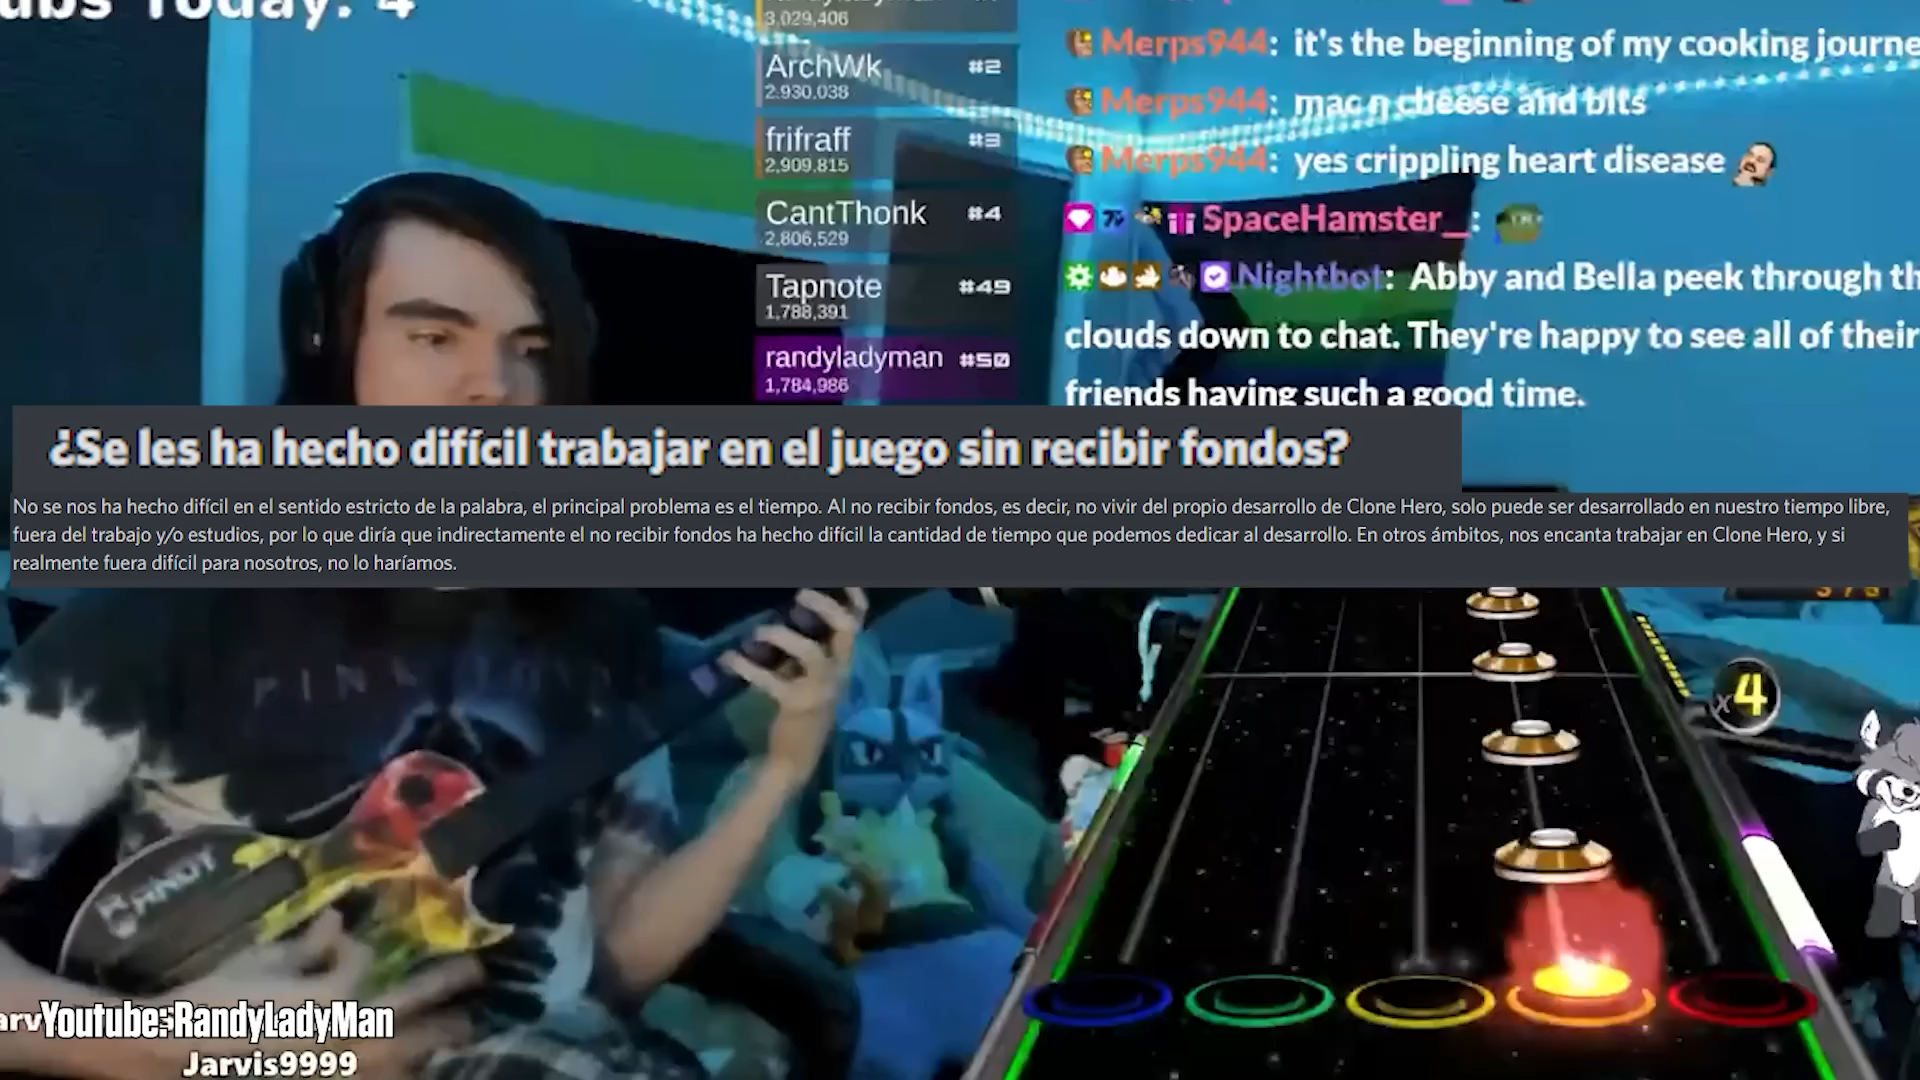 ubs Today: 4
3,029,406
ArchWk #2
2,930,038
frifraff #3
2,909,815
CantThonk #4
2,806,529
Tapnote #49
1,788,391
randyladyman #50
1,784,986
Merps944: it's the beginning of my cooking journe
Merps944: mac n cheese and bits
Merps944: yes crippling heart disease
SpaceHamster_:
Nightbot: Abby and Bella peek through th
clouds down to chat. They're happy to see all of their
friends having such a good time.
¿Se les ha hecho difícil trabajar en el juego sin recibir fondos?
No se nos ha hecho difícil en el sentido estricto de la palabra, el principal problema es el tiempo. Al no recibir fondos, es decir, no vivir del propio desarrollo de Clone Hero, solo puede ser desarrollado en nuestro tiempo libre,
fuera del trabajo y/o estudios, por lo que diría que indirectamente el no recibir fondos ha hecho difícil la cantidad de tiempo que podemos dedicar al desarrollo. En otros ámbitos, nos encanta trabajar en Clone Hero, y si
realmente fuera difícil para nosotros, no lo haríamos.
PINK
x4
RANDY
Youtube:RandyLadyMan
Jarvis9999